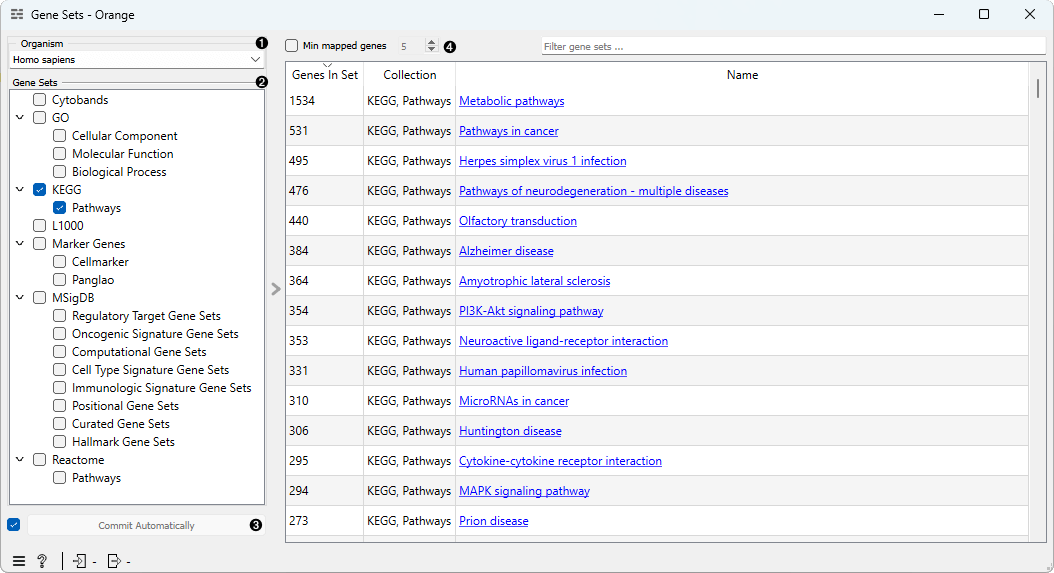 Gene Sets - Orange
Organism 1
Homo sapiens
Gene Sets 2
Cytobands
GO
Cellular Component
Molecular Function
Biological Process
KEGG
Pathways
L1000
Marker Genes
Cellmarker
Panglao
MSigDB
Regulatory Target Gene Sets
Oncogenic Signature Gene Sets
Computational Gene Sets
Cell Type Signature Gene Sets
Immunologic Signature Gene Sets
Positional Gene Sets
Curated Gene Sets
Hallmark Gene Sets
Reactome
Pathways
Commit Automatically 3
? - -
Min mapped genes 5 4
Filter gene sets ...
Genes In Set Collection Name
1534 KEGG, Pathways Metabolic pathways
531 KEGG, Pathways Pathways in cancer
495 KEGG, Pathways Herpes simplex virus 1 infection
476 KEGG, Pathways Pathways of neurodegeneration - multiple diseases
440 KEGG, Pathways Olfactory transduction
384 KEGG, Pathways Alzheimer disease
364 KEGG, Pathways Amyotrophic lateral sclerosis
354 KEGG, Pathways PI3K-Akt signaling pathway
353 KEGG, Pathways Neuroactive ligand-receptor interaction
331 KEGG, Pathways Human papillomavirus infection
310 KEGG, Pathways MicroRNAs in cancer
306 KEGG, Pathways Huntington disease
295 KEGG, Pathways Cytokine-cytokine receptor interaction
294 KEGG, Pathways MAPK signaling pathway
273 KEGG, Pathways Prion disease